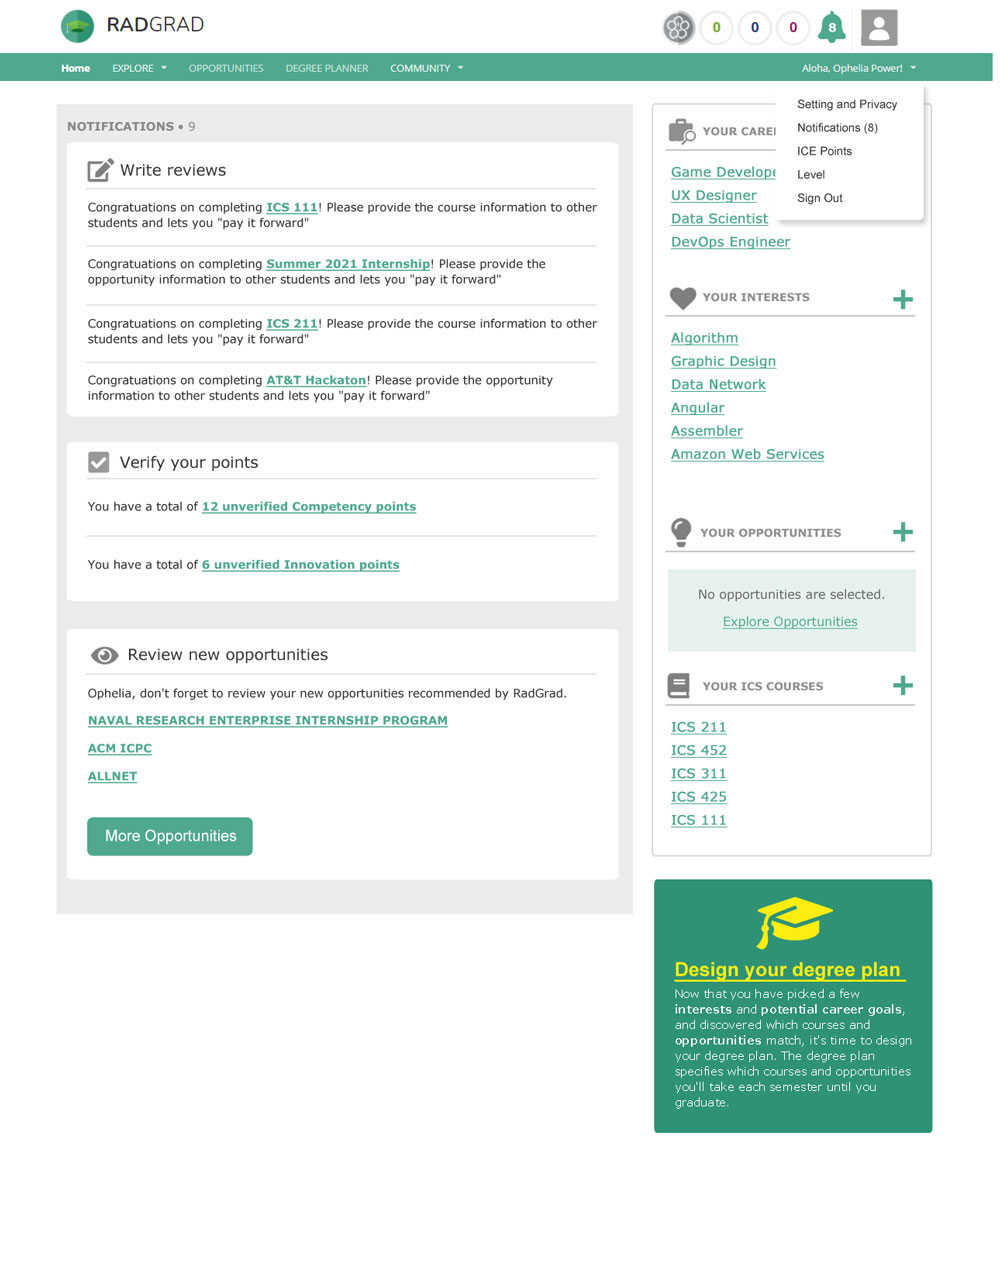 RADGRAD
0 0 0 8
Home EXPLORE OPPORTUNITIES DEGREE PLANNER COMMUNITY Aloha, Ophelia Power!
Setting and Privacy
Notifications (8)
ICE Points
Level
Sign Out
NOTIFICATIONS • 9
Write reviews
Congratuations on completing ICS 111! Please provide the course information to other
students and lets you "pay it forward"
Congratuations on completing Summer 2021 Internship! Please provide the
opportunity information to other students and lets you "pay it forward"
Congratuations on completing ICS 211! Please provide the course information to other
students and lets you "pay it forward"
Congratuations on completing AT&T Hackaton! Please provide the opportunity
information to other students and lets you "pay it forward"
Verify your points
You have a total of 12 unverified Competency points
You have a total of 6 unverified Innovation points
Review new opportunities
Ophelia, don't forget to review your new opportunities recommended by RadGrad.
NAVAL RESEARCH ENTERPRISE INTERNSHIP PROGRAM
ACM ICPC
ALLNET
More Opportunities
YOUR CAREE
Game Develope
UX Designer
Data Scientist
DevOps Engineer
YOUR INTERESTS
Algorithm
Graphic Design
Data Network
Angular
Assembler
Amazon Web Services
YOUR OPPORTUNITIES
No opportunities are selected.
Explore Opportunities
YOUR ICS COURSES
ICS 211
ICS 452
ICS 311
ICS 425
ICS 111
Design your degree plan
Now that you have picked a few
interests and potential career goals,
and discovered which courses and
opportunities match, it's time to design
your degree plan. The degree plan
specifies which courses and opportunities
you'll take each semester until you
graduate.